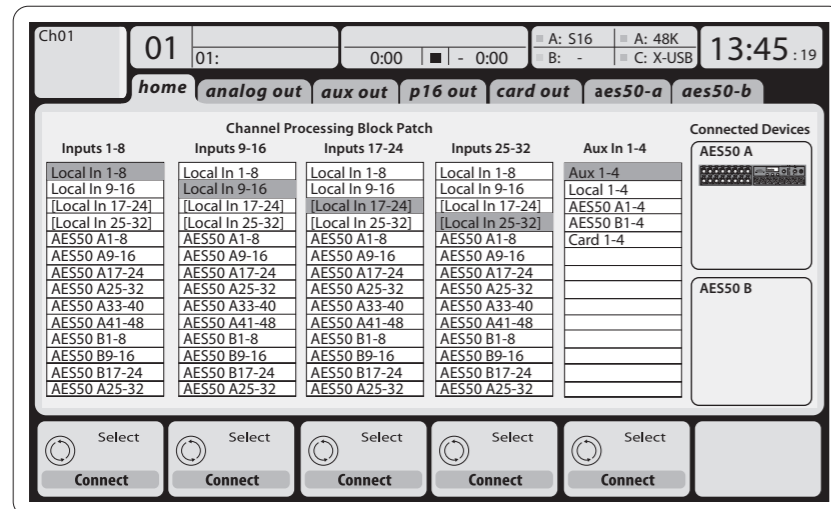 Ch01
01
01:
0:00 - 0:00
A: S16
B: -
A: 48K
C: X-USB
13:45 :19
home analog out aux out p16 out card out aes50-a aes50-b
Channel Processing Block Patch
Connected Devices
Inputs 1-8 Inputs 9-16 Inputs 17-24 Inputs 25-32 Aux In 1-4
Local In 1-8 Local In 1-8 Local In 1-8 Local In 1-8 Aux 1-4
Local In 9-16 Local In 9-16 Local In 9-16 Local In 9-16 Local 1-4
[Local In 17-24] [Local In 17-24] [Local In 17-24] [Local In 17-24] AES50 A1-4
[Local In 25-32] [Local In 25-32] [Local In 25-32] [Local In 25-32] AES50 B1-4
AES50 A1-8 AES50 A1-8 AES50 A1-8 AES50 A1-8 Card 1-4
AES50 A9-16 AES50 A9-16 AES50 A9-16 AES50 A9-16
AES50 A17-24 AES50 A17-24 AES50 A17-24 AES50 A17-24
AES50 A25-32 AES50 A25-32 AES50 A25-32 AES50 A25-32
AES50 A33-40 AES50 A33-40 AES50 A33-40 AES50 A33-40
AES50 A41-48 AES50 A41-48 AES50 A41-48 AES50 A41-48
AES50 B1-8 AES50 B1-8 AES50 B1-8 AES50 B1-8
AES50 B9-16 AES50 B9-16 AES50 B9-16 AES50 B9-16
AES50 B17-24 AES50 B17-24 AES50 B17-24 AES50 B17-24
AES50 A25-32 AES50 A25-32 AES50 A25-32 AES50 A25-32
AES50 A
AES50 B
Select Select Select Select Select
Connect Connect Connect Connect Connect